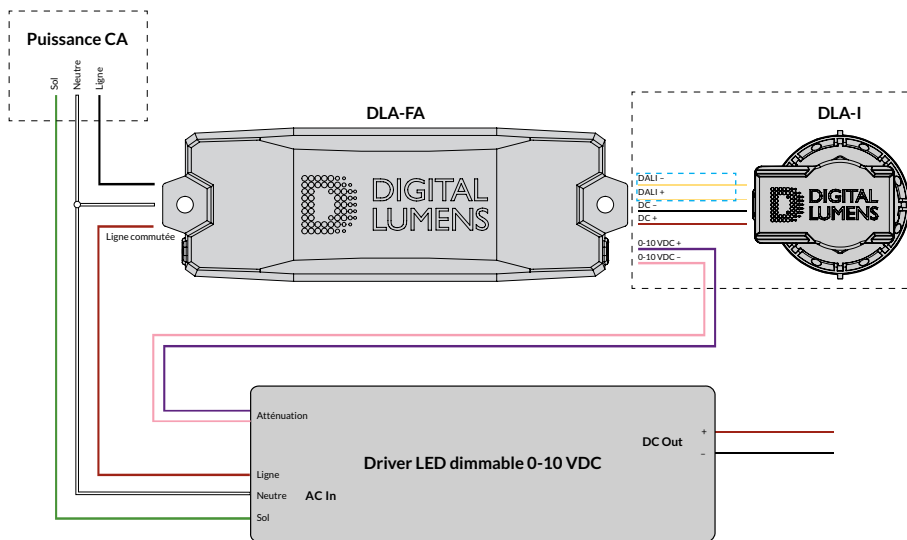 Puissance CA
Sol
Neutre
Ligne
DLA-FA
DLA-I
DIGITAL
LUMENS
DALI –
DALI +
DC –
DC +
DIGITAL
LUMENS
Ligne commutée
0-10 VDC +
0-10 VDC –
Atténuation
DC Out
+
–
Driver LED dimmable 0-10 VDC
Ligne
Neutre
AC In
Sol